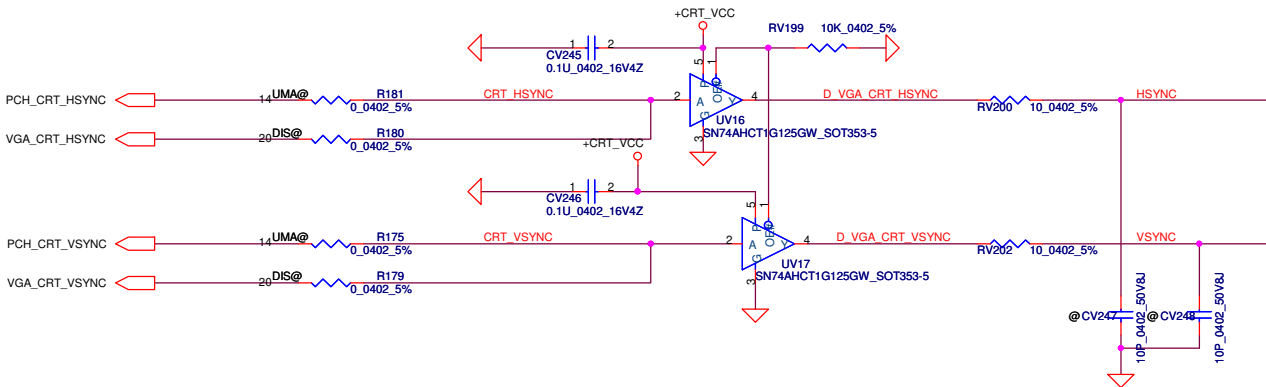 +CRT_VCC
RV199 10K_0402_5%
1 2
CV245
0.1U_0402_16V4Z
5 1
P OE#
PCH_CRT_HSYNC 14 UMA@ R181 CRT_HSYNC 2 A Y 4 D_VGA_CRT_HSYNC HSYNC
0_0402_5% RV200 10_0402_5%
G UV16
3 SN74AHCT1G125GW_SOT353-5
VGA_CRT_HSYNC 20 DIS@ R180
0_0402_5%
+CRT_VCC
1 2
CV246
0.1U_0402_16V4Z
5 1
P OE#
PCH_CRT_VSYNC 14 UMA@ R175 CRT_VSYNC 2 A Y 4 D_VGA_CRT_VSYNC VSYNC
0_0402_5% RV202 10_0402_5%
G UV17
3 SN74AHCT1G125GW_SOT353-5
VGA_CRT_VSYNC 20 DIS@ R179
0_0402_5%
@ CV247 @ CV248
10P_0402_50V8J 10P_0402_50V8J